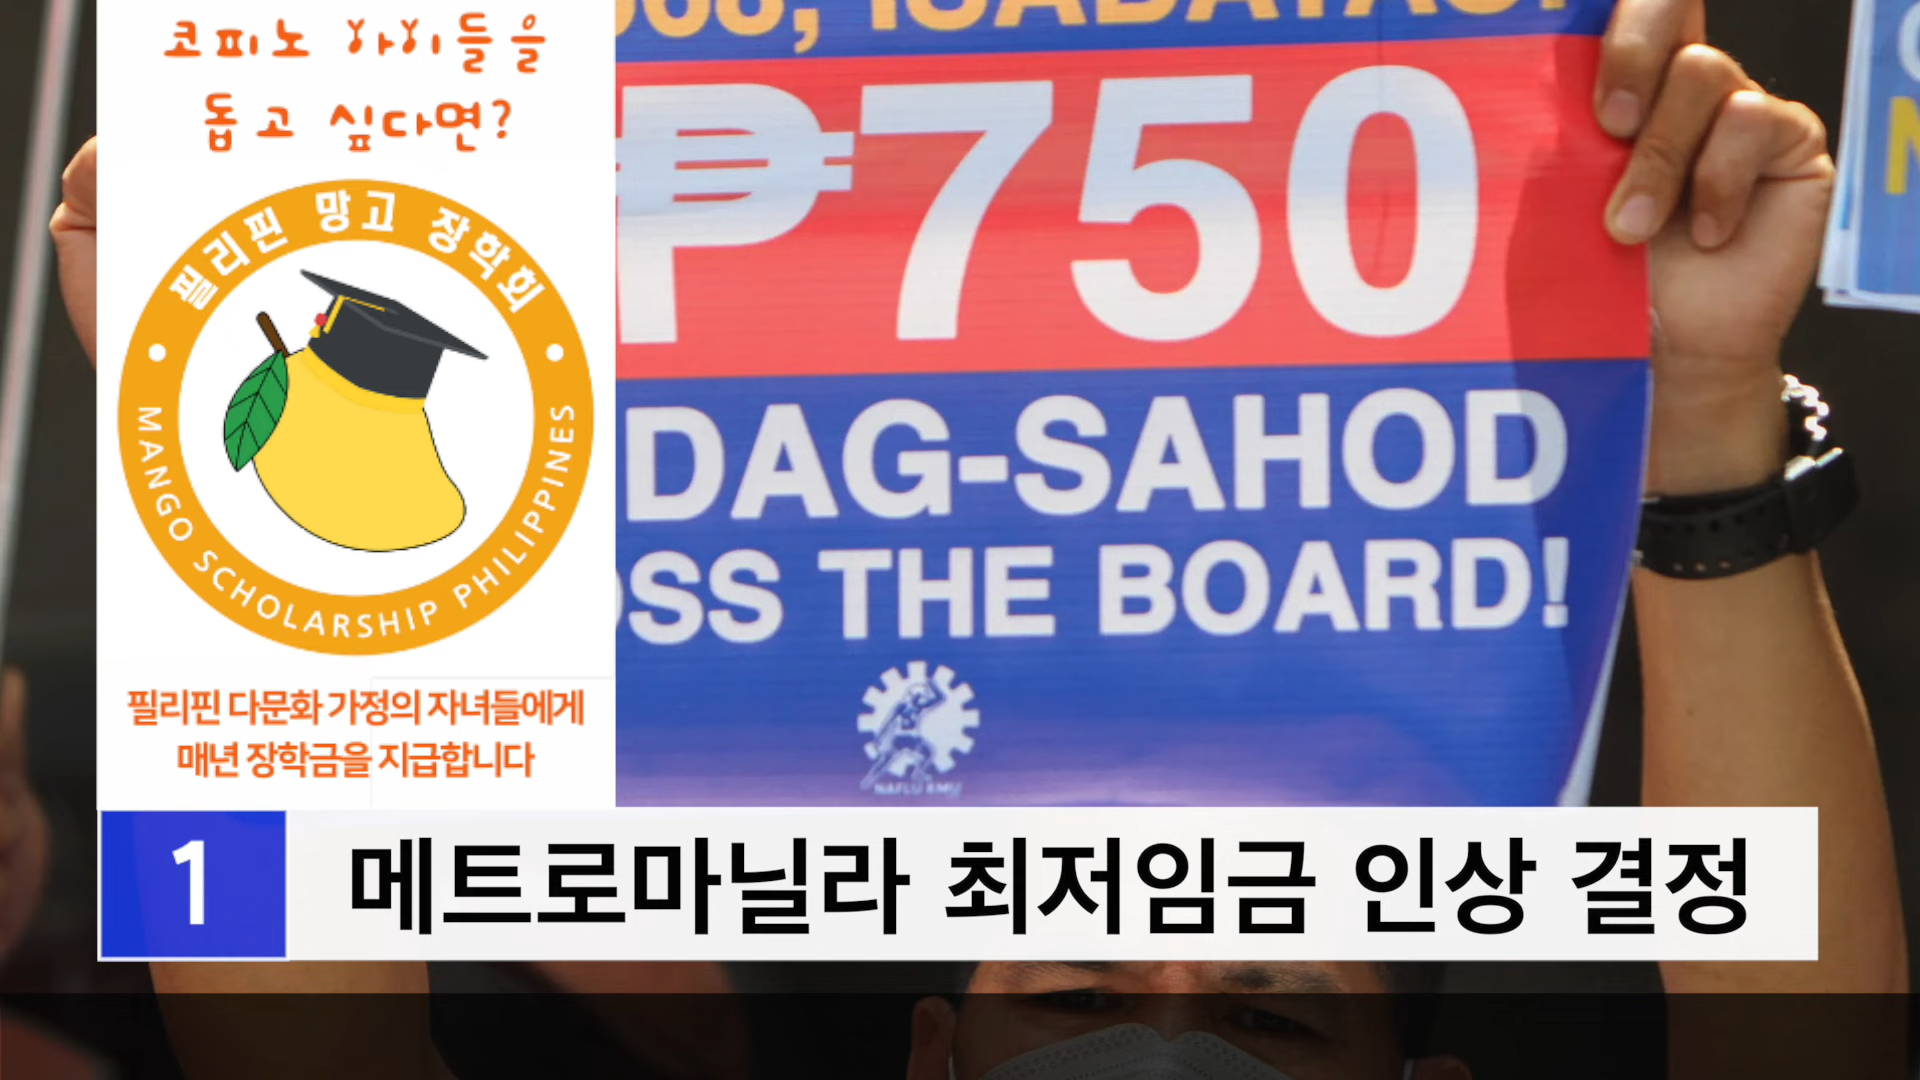 코피노 아이들을
돕고 싶다면?
필리핀 망고 장학회
MANGO SCHOLARSHIP PHILIPPINES
필리핀 다문화 가정의 자녀들에게
매년 장학금을 지급합니다
₱750
DAG-SAHOD
THE BOARD!
NAFLU KMU
1
메트로마닐라 최저임금 인상 결정